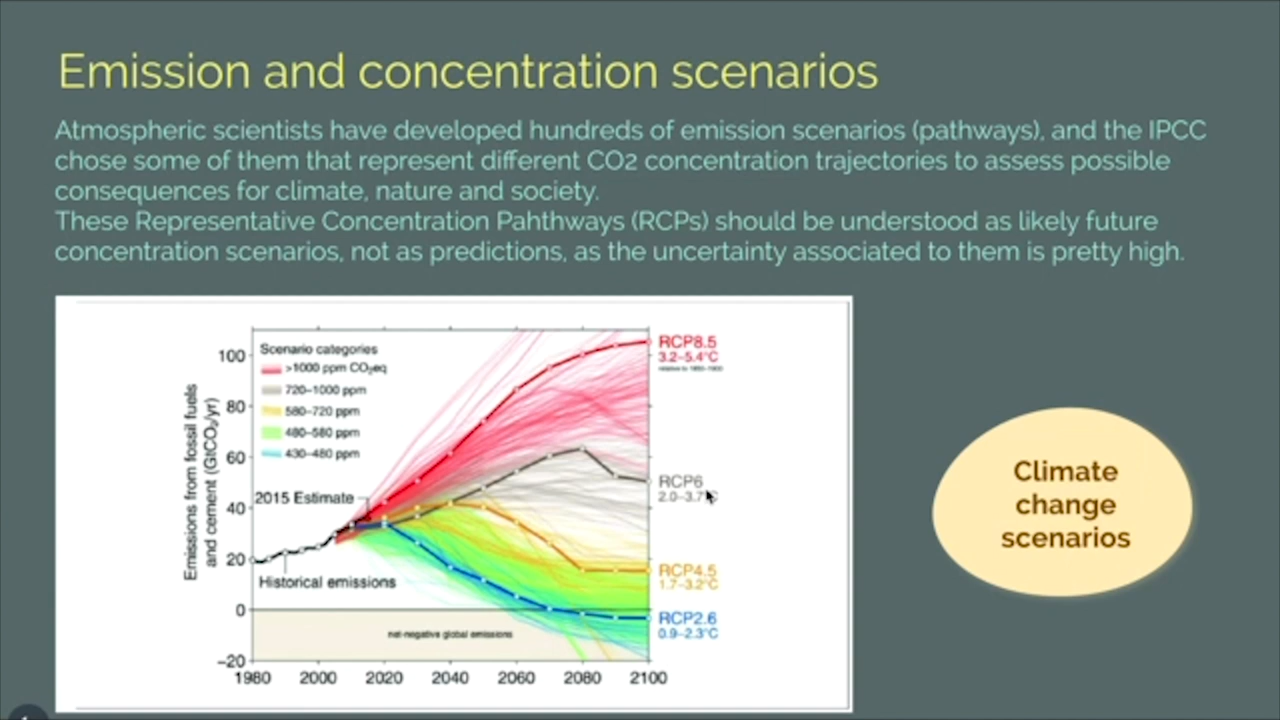 Emission and concentration scenarios
Atmospheric scientists have developed hundreds of emission scenarios (pathways), and the IPCC
chose some of them that represent different CO2 concentration trajectories to assess possible
consequences for climate, nature and society.
These Representative Concentration Pahthways (RCPs) should be understood as likely future
concentration scenarios, not as predictions, as the uncertainty associated to them is pretty high.
Emissions from fossil fuels
and cement (GtCO₂/yr)
100
80
60
40
20
0
−20
Scenario categories
>1000 ppm CO₂eq
720–1000 ppm
580–720 ppm
480–580 ppm
430–480 ppm
2015 Estimate
Historical emissions
net-negative global emissions
1980 2000 2020 2040 2060 2080 2100
RCP8.5
3.2–5.4°C
relative to 1850–1900
RCP6
2.0–3.7°C
RCP4.5
1.7–3.2°C
RCP2.6
0.9–2.3°C
Climate
change
scenarios